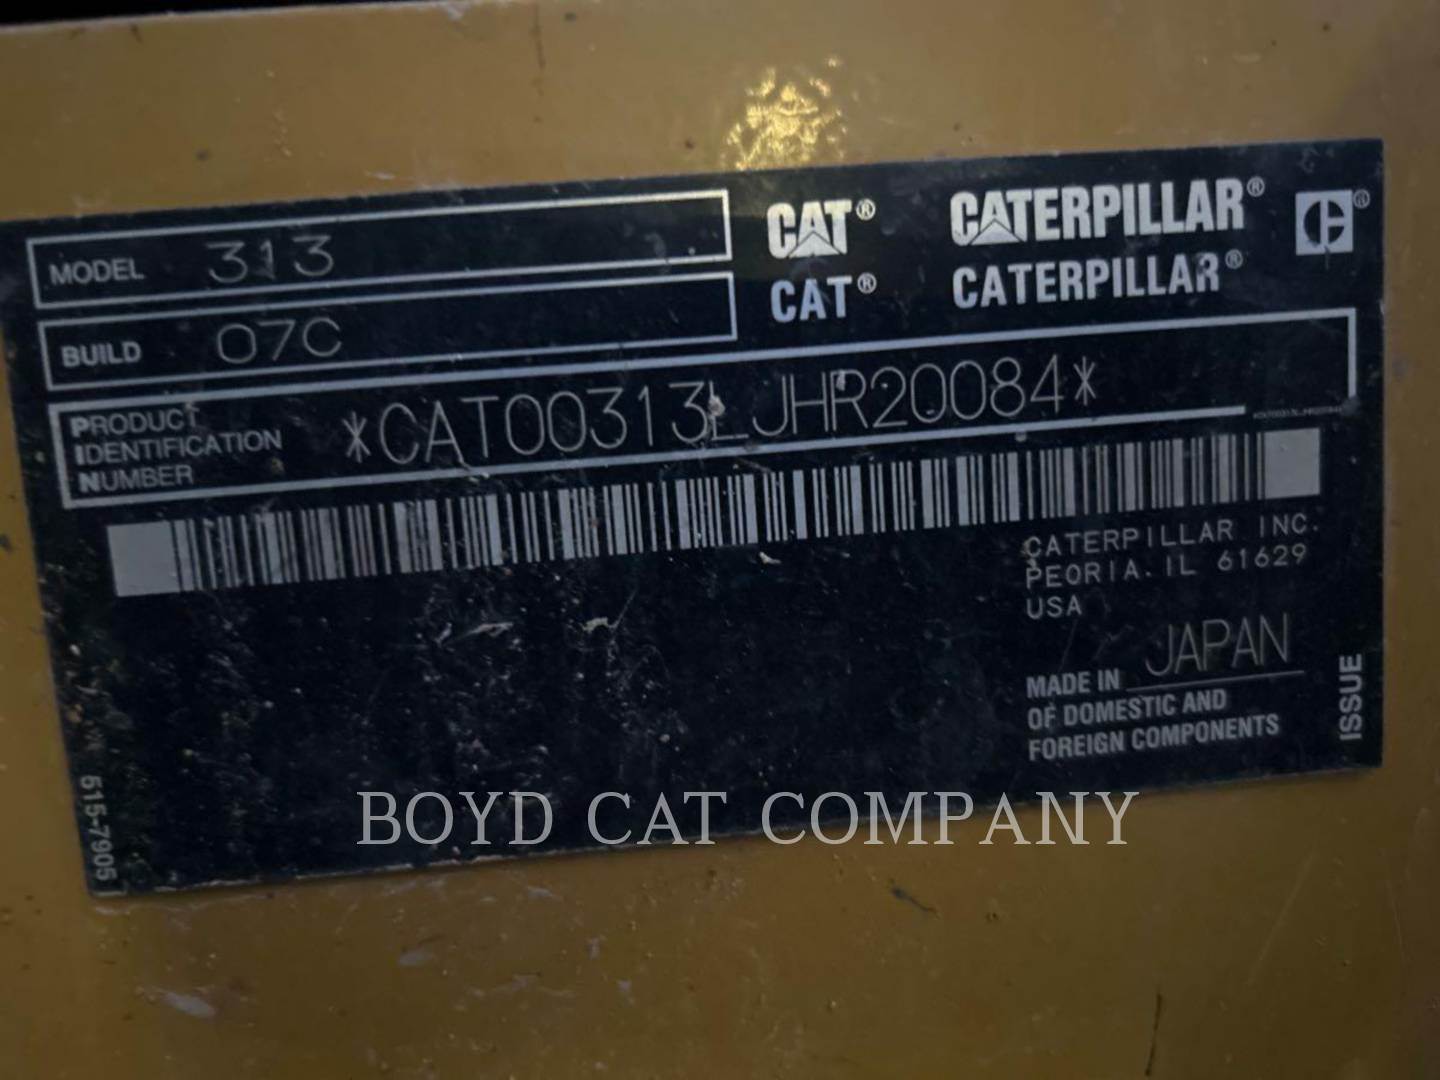 MODEL 313
BUILD 07C
CAT® CATERPILLAR® ®
CAT® CATERPILLAR®
PRODUCT
IDENTIFICATION
NUMBER
*CAT00313LJHR20084*
CATERPILLAR INC.
PEORIA. IL 61629
USA
MADE IN JAPAN
OF DOMESTIC AND
FOREIGN COMPONENTS
ISSUE
515-7905
BOYD CAT COMPANY